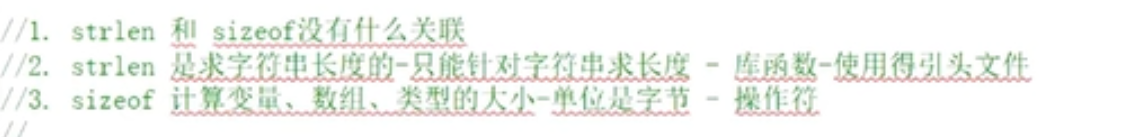 //1. strlen 和 sizeof没有什么关联
//2. strlen 是求字符串长度的-只能针对字符串求长度 - 库函数-使用得引头文件
//3. sizeof 计算变量、数组、类型的大小-单位是字节 - 操作符
//